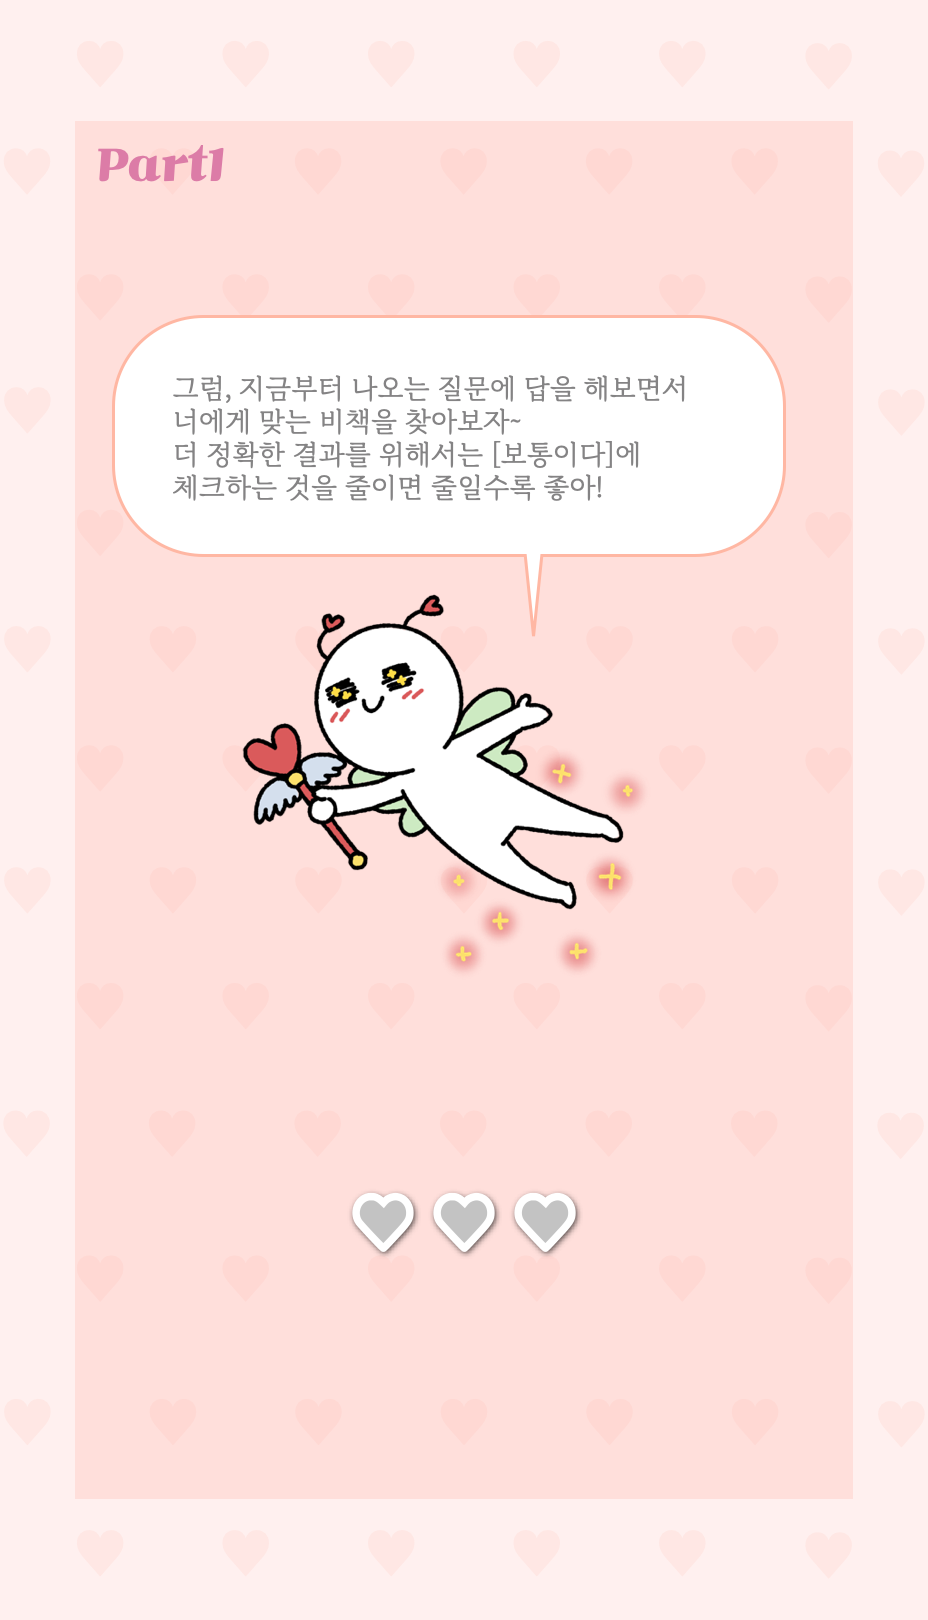 Part1
그럼, 지금부터 나오는 질문에 답을 해보면서
너에게 맞는 비책을 찾아보자~
더 정확한 결과를 위해서는 [보통이다]에
체크하는 것을 줄이면 줄일수록 좋아!